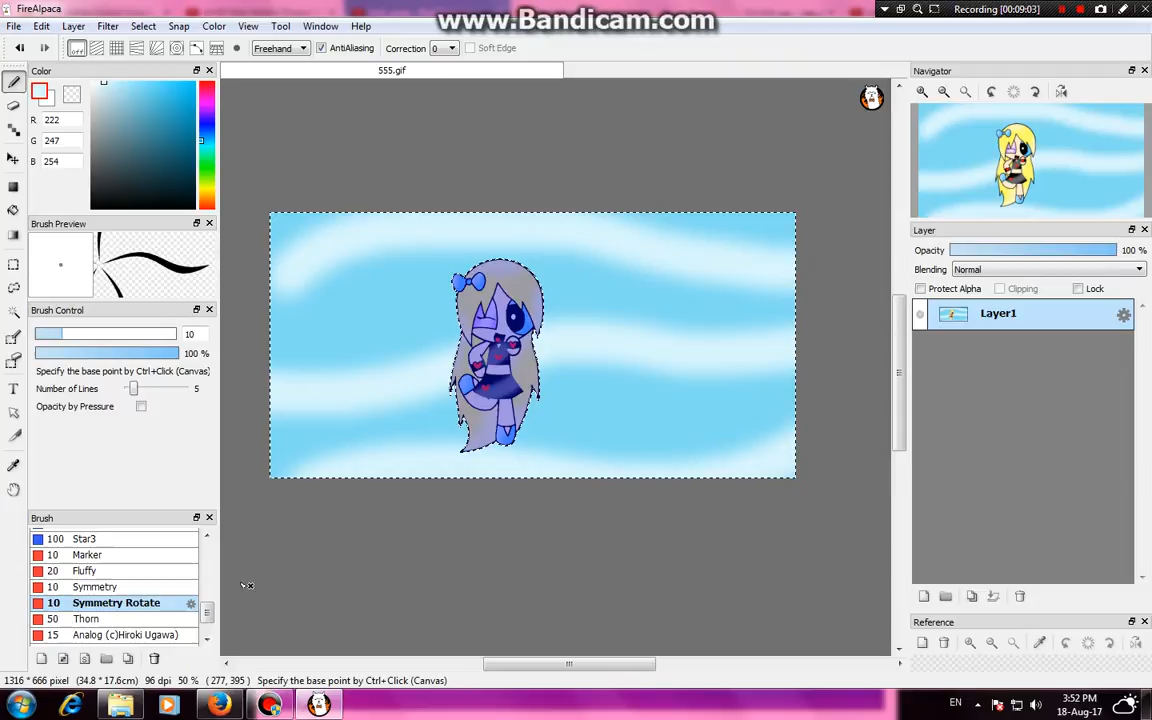 FireAlpaca
www.Bandicam.com
Recording [00:09:03]
File Edit Layer Filter Select Snap Color View Tool Window Help
off Freehand AntiAliasing Correction 0 Soft Edge
Color
555.gif
Navigator
R 222
G 247
B 254
Brush Preview
Layer
Opacity 100 %
Blending Normal
Protect Alpha Clipping Lock
Layer1
Brush Control
10
100 %
Specify the base point by Ctrl+Click (Canvas)
Number of Lines 5
Opacity by Pressure
Brush
100 Star3
10 Marker
20 Fluffy
10 Symmetry
10 Symmetry Rotate
50 Thorn
15 Analog (c)Hiroki Ugawa)
Reference
1316 * 666 pixel (34.8 * 17.6cm) 96 dpi 50 % (277, 395) Specify the base point by Ctrl+Click (Canvas)
EN
3:52 PM
18-Aug-17